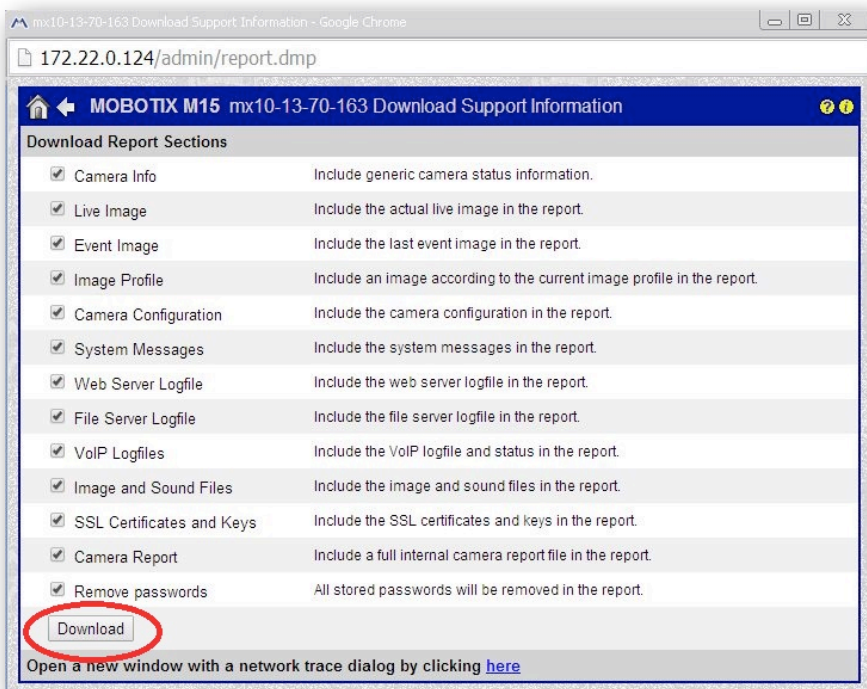 mx10-13-70-163 Download Support Information - Google Chrome
172.22.0.124/admin/report.dmp
MOBOTIX M15 mx10-13-70-163 Download Support Information
Download Report Sections
Camera Info Include generic camera status information.
Live Image Include the actual live image in the report.
Event Image Include the last event image in the report.
Image Profile Include an image according to the current image profile in the report.
Camera Configuration Include the camera configuration in the report.
System Messages Include the system messages in the report.
Web Server Logfile Include the web server logfile in the report.
File Server Logfile Include the file server logfile in the report.
VoIP Logfiles Include the VoIP logfile and status in the report.
Image and Sound Files Include the image and sound files in the report.
SSL Certificates and Keys Include the SSL certificates and keys in the report.
Camera Report Include a full internal camera report file in the report.
Remove passwords All stored passwords will be removed in the report.
Download
Open a new window with a network trace dialog by clicking here